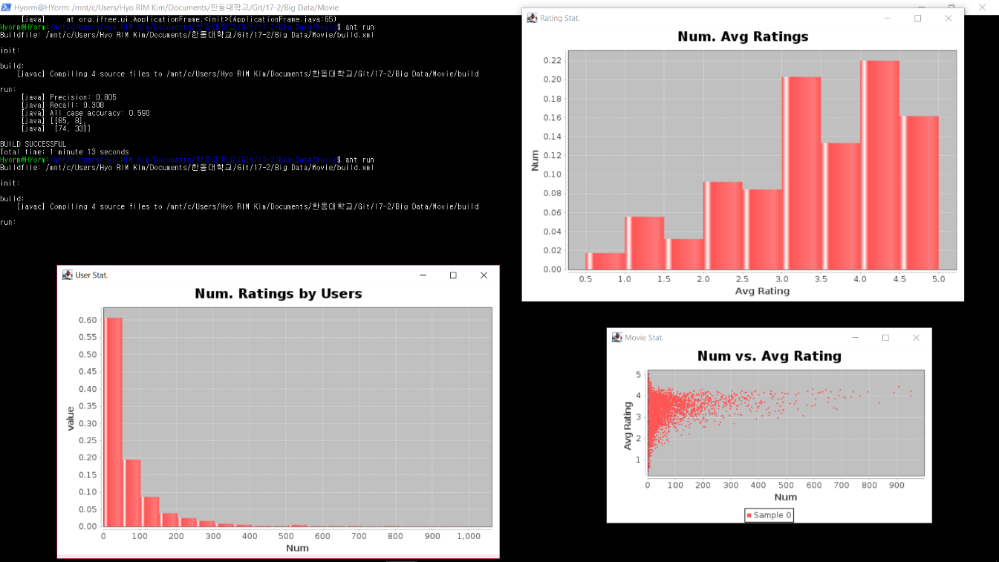 Hyorm@HYorm: /mnt/c/Users/Hyo RIM Kim/Documents/한동대학교/Git/17-2/Big Data/Movie
[java]     at org.jfree.ui.ApplicationFrame.<init>(ApplicationFrame.java:65)
Hyorm@HYorm:/mnt/c/Users/Hyo RIM Kim/Documents/한동대학교/Git/17-2/Big Data/Movie$ ant run
Buildfile: /mnt/c/Users/Hyo RIM Kim/Documents/한동대학교/Git/17-2/Big Data/Movie/build.xml
init:
build:
[javac] Compiling 4 source files to /mnt/c/Users/Hyo RIM Kim/Documents/한동대학교/Git/17-2/Big Data/Movie/build
run:
[java] Precision: 0.805
[java] Recall: 0.308
[java] All case accuracy: 0.590
[java] [[85, 8],
[java]  [74, 33]]
BUILD SUCCESSFUL
Total time: 1 minute 13 seconds
Hyorm@HYorm:/mnt/c/Users/Hyo RIM Kim/Documents/한동대학교/Git/17-2/Big Data/Movie$ ant run
Buildfile: /mnt/c/Users/Hyo RIM Kim/Documents/한동대학교/Git/17-2/Big Data/Movie/build.xml
init:
build:
[javac] Compiling 4 source files to /mnt/c/Users/Hyo RIM Kim/Documents/한동대학교/Git/17-2/Big Data/Movie/build
run:
Rating Stat.
Num. Avg Ratings
0.22
0.20
0.18
0.16
0.14
0.12
0.10
0.08
0.06
0.04
0.02
0.00
Num
0.5 1.0 1.5 2.0 2.5 3.0 3.5 4.0 4.5 5.0
Avg Rating
User Stat.
Num. Ratings by Users
0.60
0.55
0.50
0.45
0.40
0.35
0.30
0.25
0.20
0.15
0.10
0.05
0.00
value
0 100 200 300 400 500 600 700 800 900 1,000
Num
Movie Stat.
Num vs. Avg Rating
5
4
3
2
1
Avg Rating
0 100 200 300 400 500 600 700 800 900
Num
Sample 0